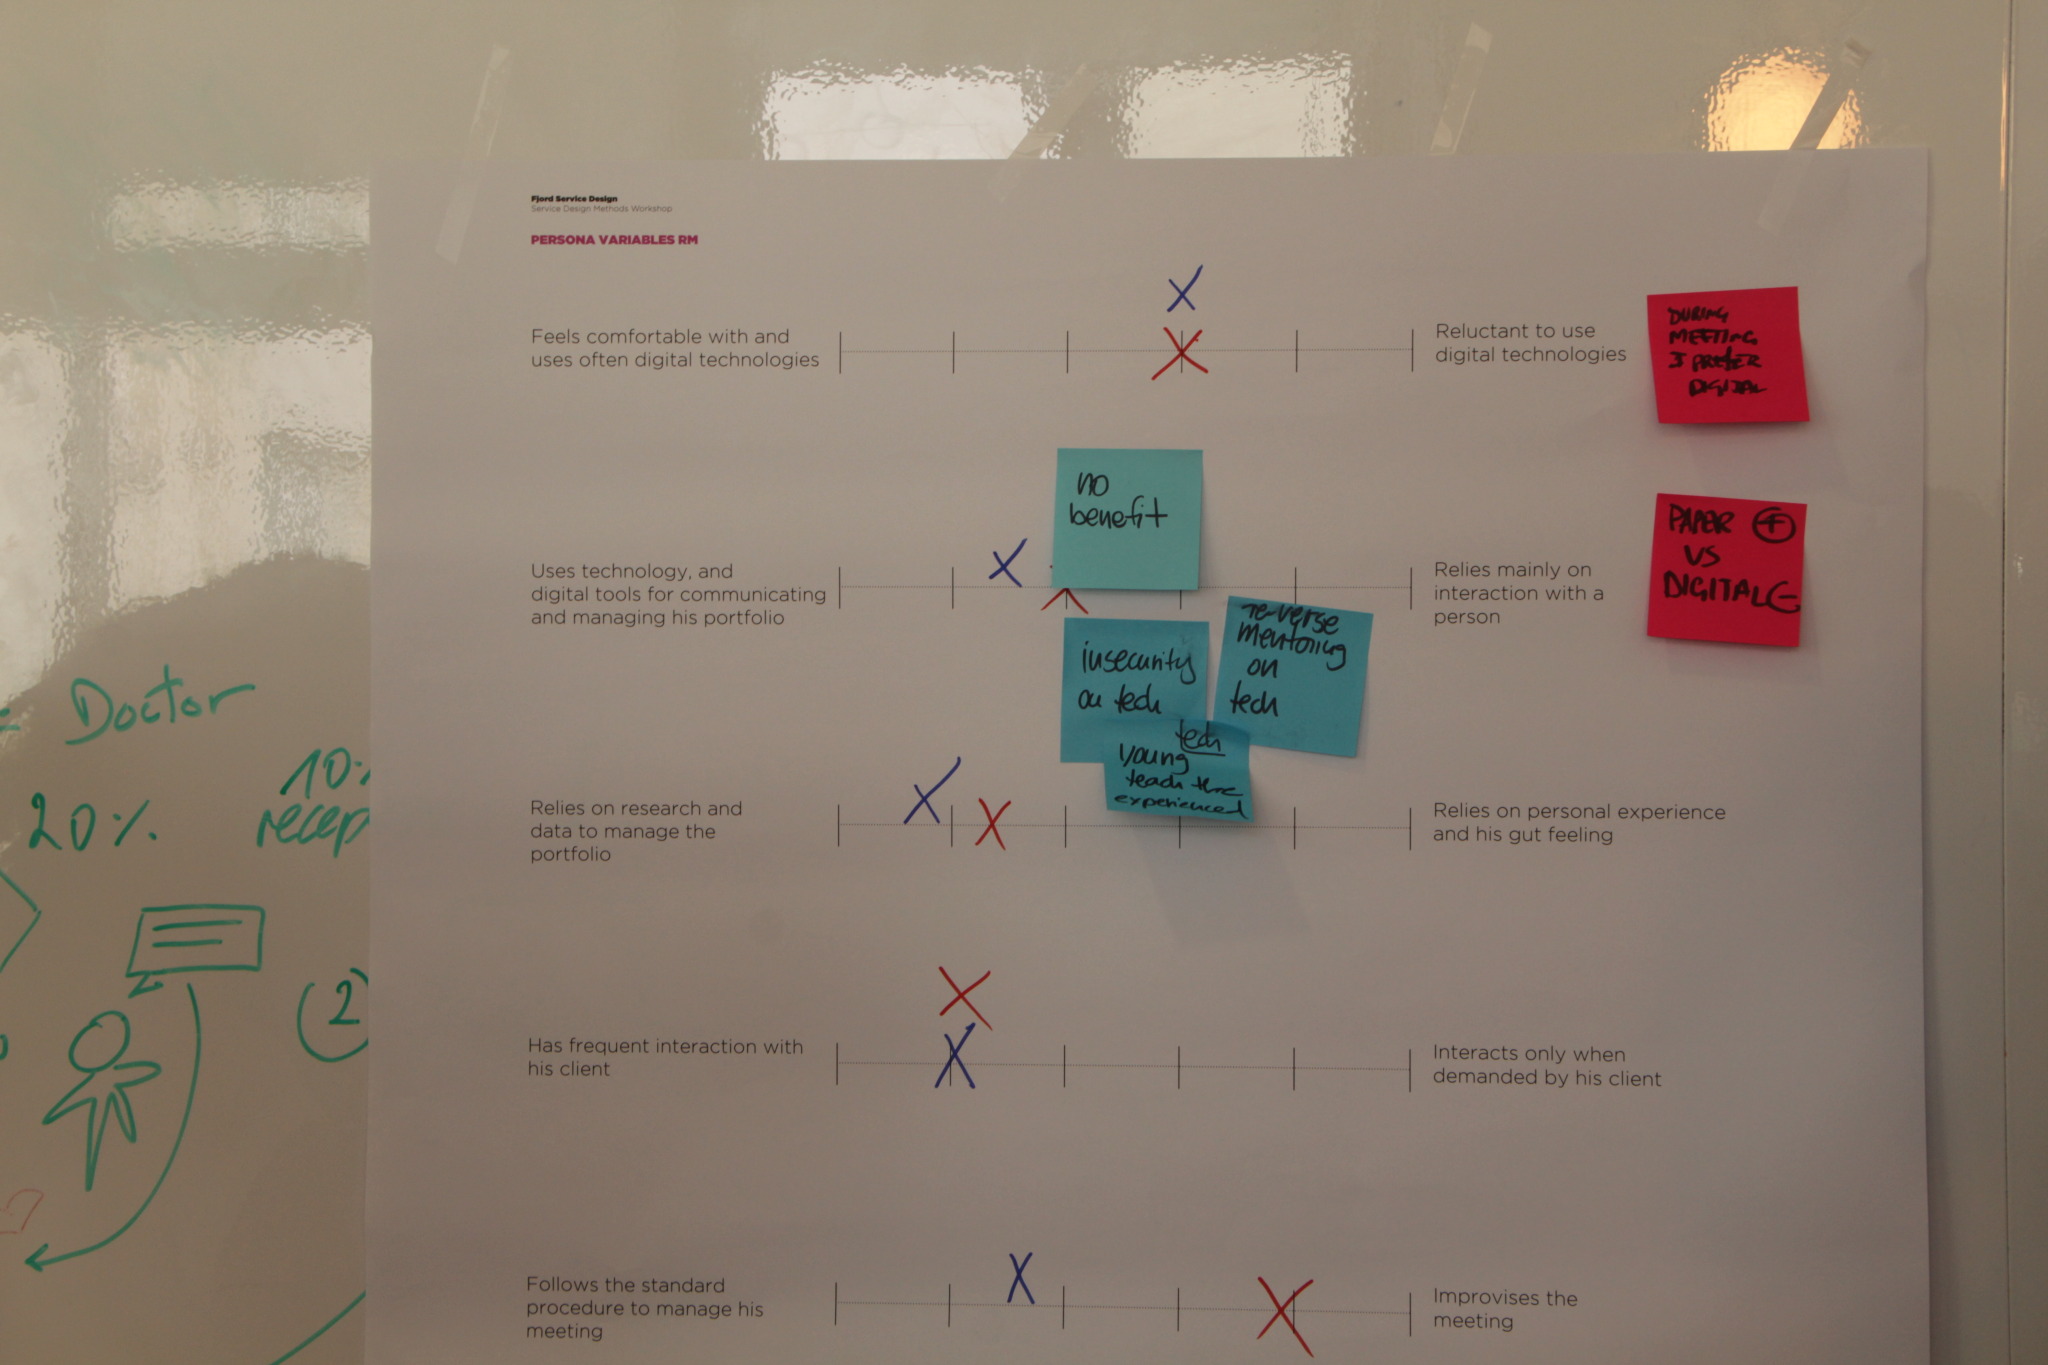 Fjord Service Design
Service Design Methods Workshop
PERSONA VARIABLES RM
Feels comfortable with and
uses often digital technologies
Reluctant to use
digital technologies
DURING
MEETING
I PREFER
DIGITAL
no
benefit
PAPER +
VS
DIGITAL -
Uses technology, and
digital tools for communicating
and managing his portfolio
Relies mainly on
interaction with a
person
insecurity
on tech
re-verse
mentoring
on
tech
tech
young
teach the
experienced
Relies on research and
data to manage the
portfolio
Relies on personal experience
and his gut feeling
Has frequent interaction with
his client
Interacts only when
demanded by his client
Follows the standard
procedure to manage his
meeting
Improvises the
meeting
= Doctor
20%
10%
recep
2